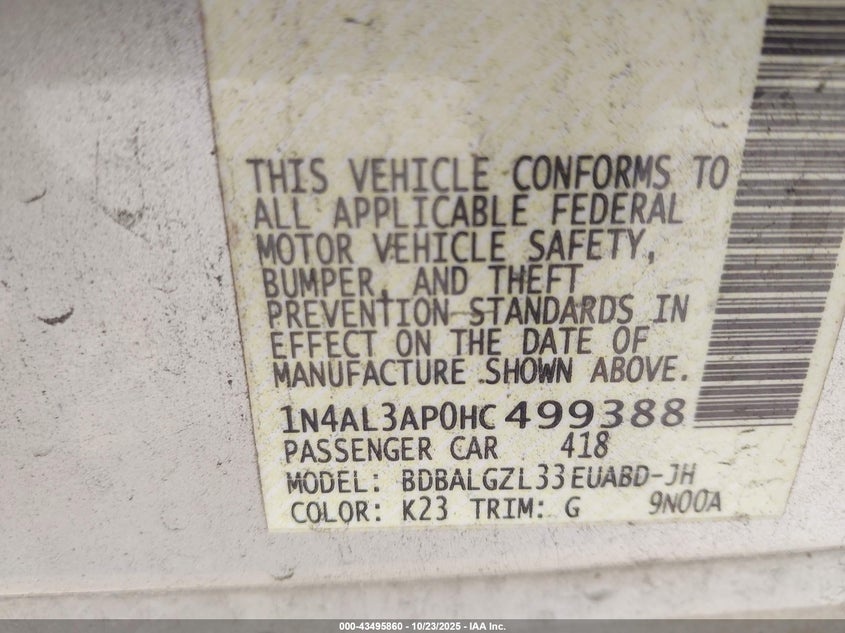 THIS VEHICLE CONFORMS TO
ALL APPLICABLE FEDERAL
MOTOR VEHICLE SAFETY,
BUMPER, AND THEFT
PREVENTION STANDARDS IN
EFFECT ON THE DATE OF
MANUFACTURE SHOWN ABOVE.
1N4AL3AP0HC 499388
PASSENGER CAR 418
MODEL: BDBALGZL33EUABD-JH
COLOR: K23 TRIM: G 9N00A
000-43495860 - 10/23/2025 - IAA Inc.